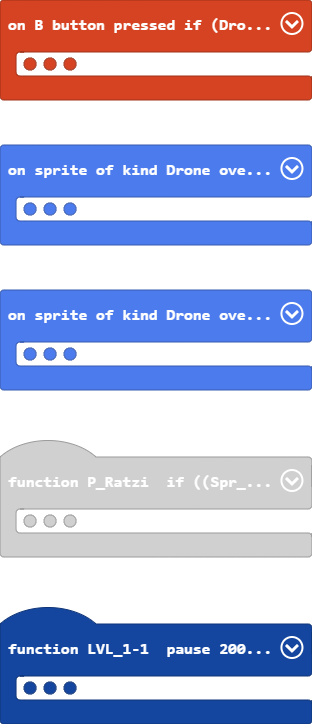 on B button pressed if (Dro...
on sprite of kind Drone ove...
on sprite of kind Drone ove...
function P_Ratzi if ((Spr_...
function LVL_1-1 pause 200...